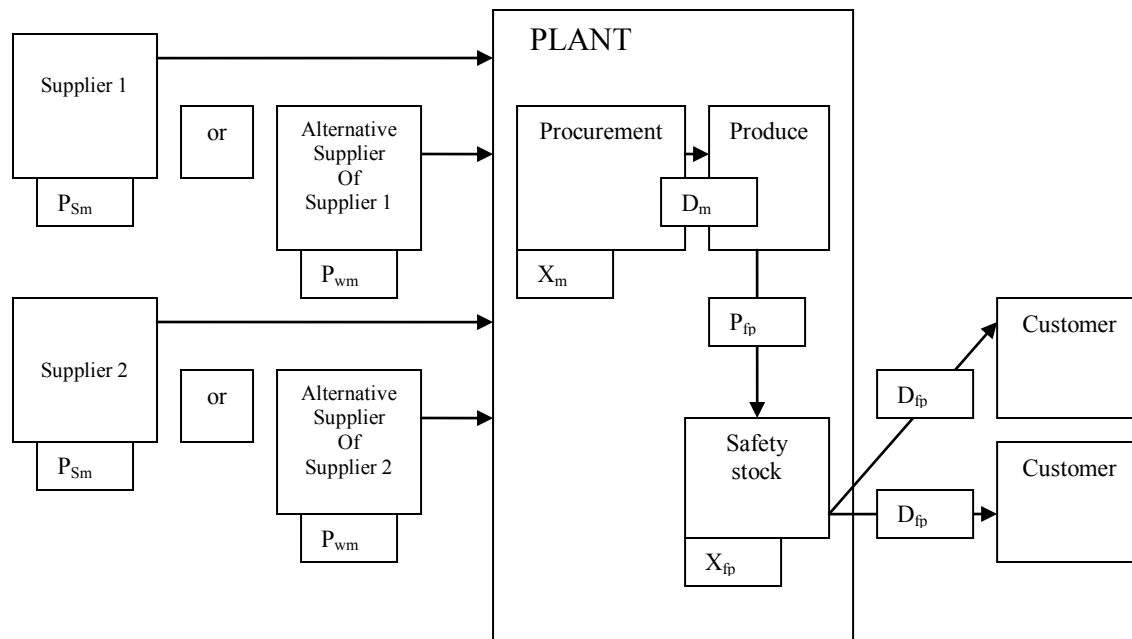 PLANT
Supplier 1
or
Alternative
Supplier
Of
Supplier 1
P_Sm
P_wm
Procurement
Produce
D_m
X_m
P_fp
Supplier 2
or
Alternative
Supplier
Of
Supplier 2
P_Sm
P_wm
Safety
stock
X_fp
D_fp
Customer
D_fp
Customer